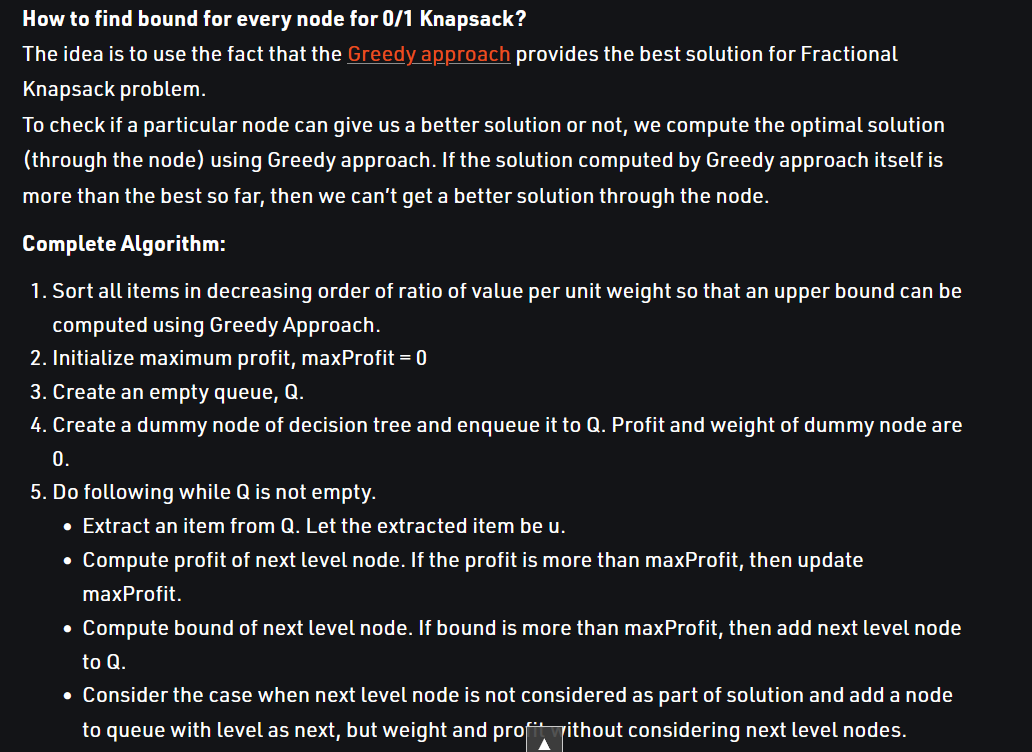 How to find bound for every node for 0/1 Knapsack?
The idea is to use the fact that the Greedy approach provides the best solution for Fractional
Knapsack problem.
To check if a particular node can give us a better solution or not, we compute the optimal solution
(through the node) using Greedy approach. If the solution computed by Greedy approach itself is
more than the best so far, then we can't get a better solution through the node.
Complete Algorithm:
1. Sort all items in decreasing order of ratio of value per unit weight so that an upper bound can be
computed using Greedy Approach.
2. Initialize maximum profit, maxProfit = 0
3. Create an empty queue, Q.
4. Create a dummy node of decision tree and enqueue it to Q. Profit and weight of dummy node are
0.
5. Do following while Q is not empty.
• Extract an item from Q. Let the extracted item be u.
• Compute profit of next level node. If the profit is more than maxProfit, then update
maxProfit.
• Compute bound of next level node. If bound is more than maxProfit, then add next level node
to Q.
• Consider the case when next level node is not considered as part of solution and add a node
to queue with level as next, but weight and profit without considering next level nodes.